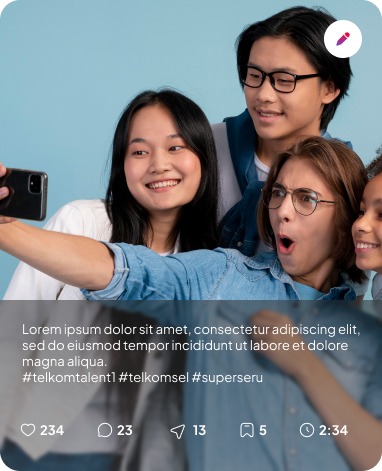 Lorem ipsum dolor sit amet, consectetur adipiscing elit,
sed do eiusmod tempor incididunt ut labore et dolore
magna aliqua.
#telkomtalent1 #telkomsel #superseru
234 23 13 5 2:34